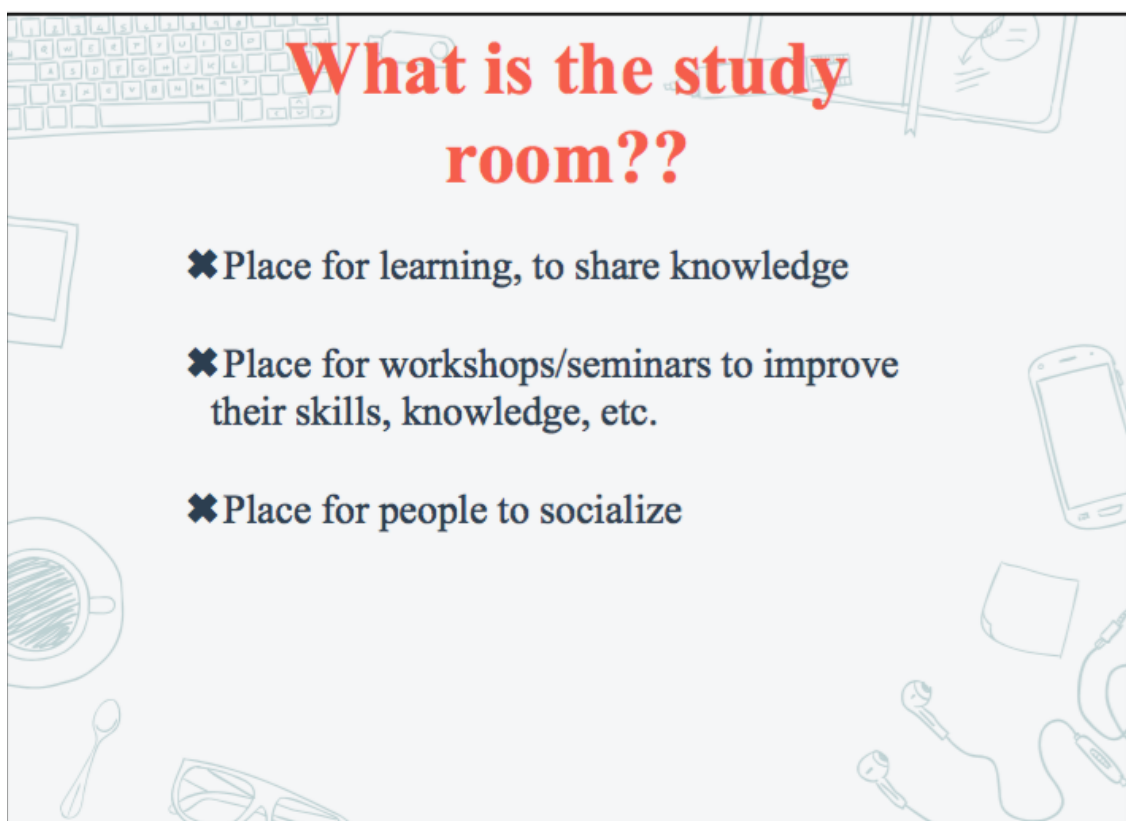 What is the study
room??
✖Place for learning, to share knowledge
✖Place for workshops/seminars to improve
their skills, knowledge, etc.
✖Place for people to socialize